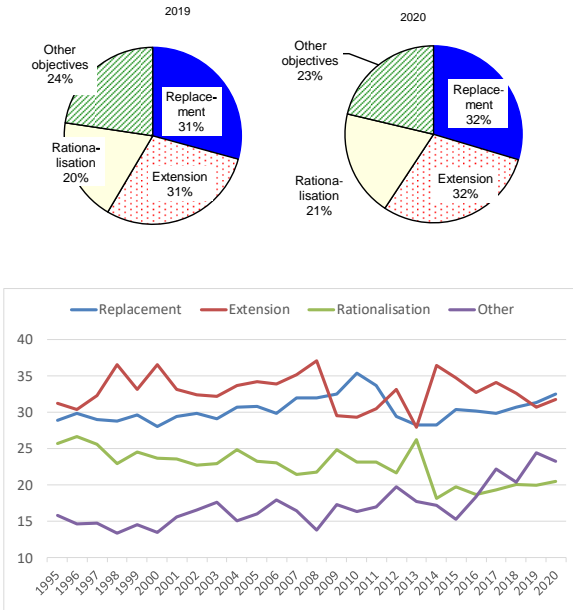 2019
2020
Other
objectives
24%
Replace-
ment
31%
Rationa-
lisation
20%
Extension
31%
Other
objectives
23%
Replace-
ment
32%
Rationa-
lisation
21%
Extension
32%
Replacement Extension Rationalisation Other
40
35
30
25
20
15
10
1995 1996 1997 1998 1999 2000 2001 2002 2003 2004 2005 2006 2007 2008 2009 2010 2011 2012 2013 2014 2015 2016 2017 2018 2019 2020